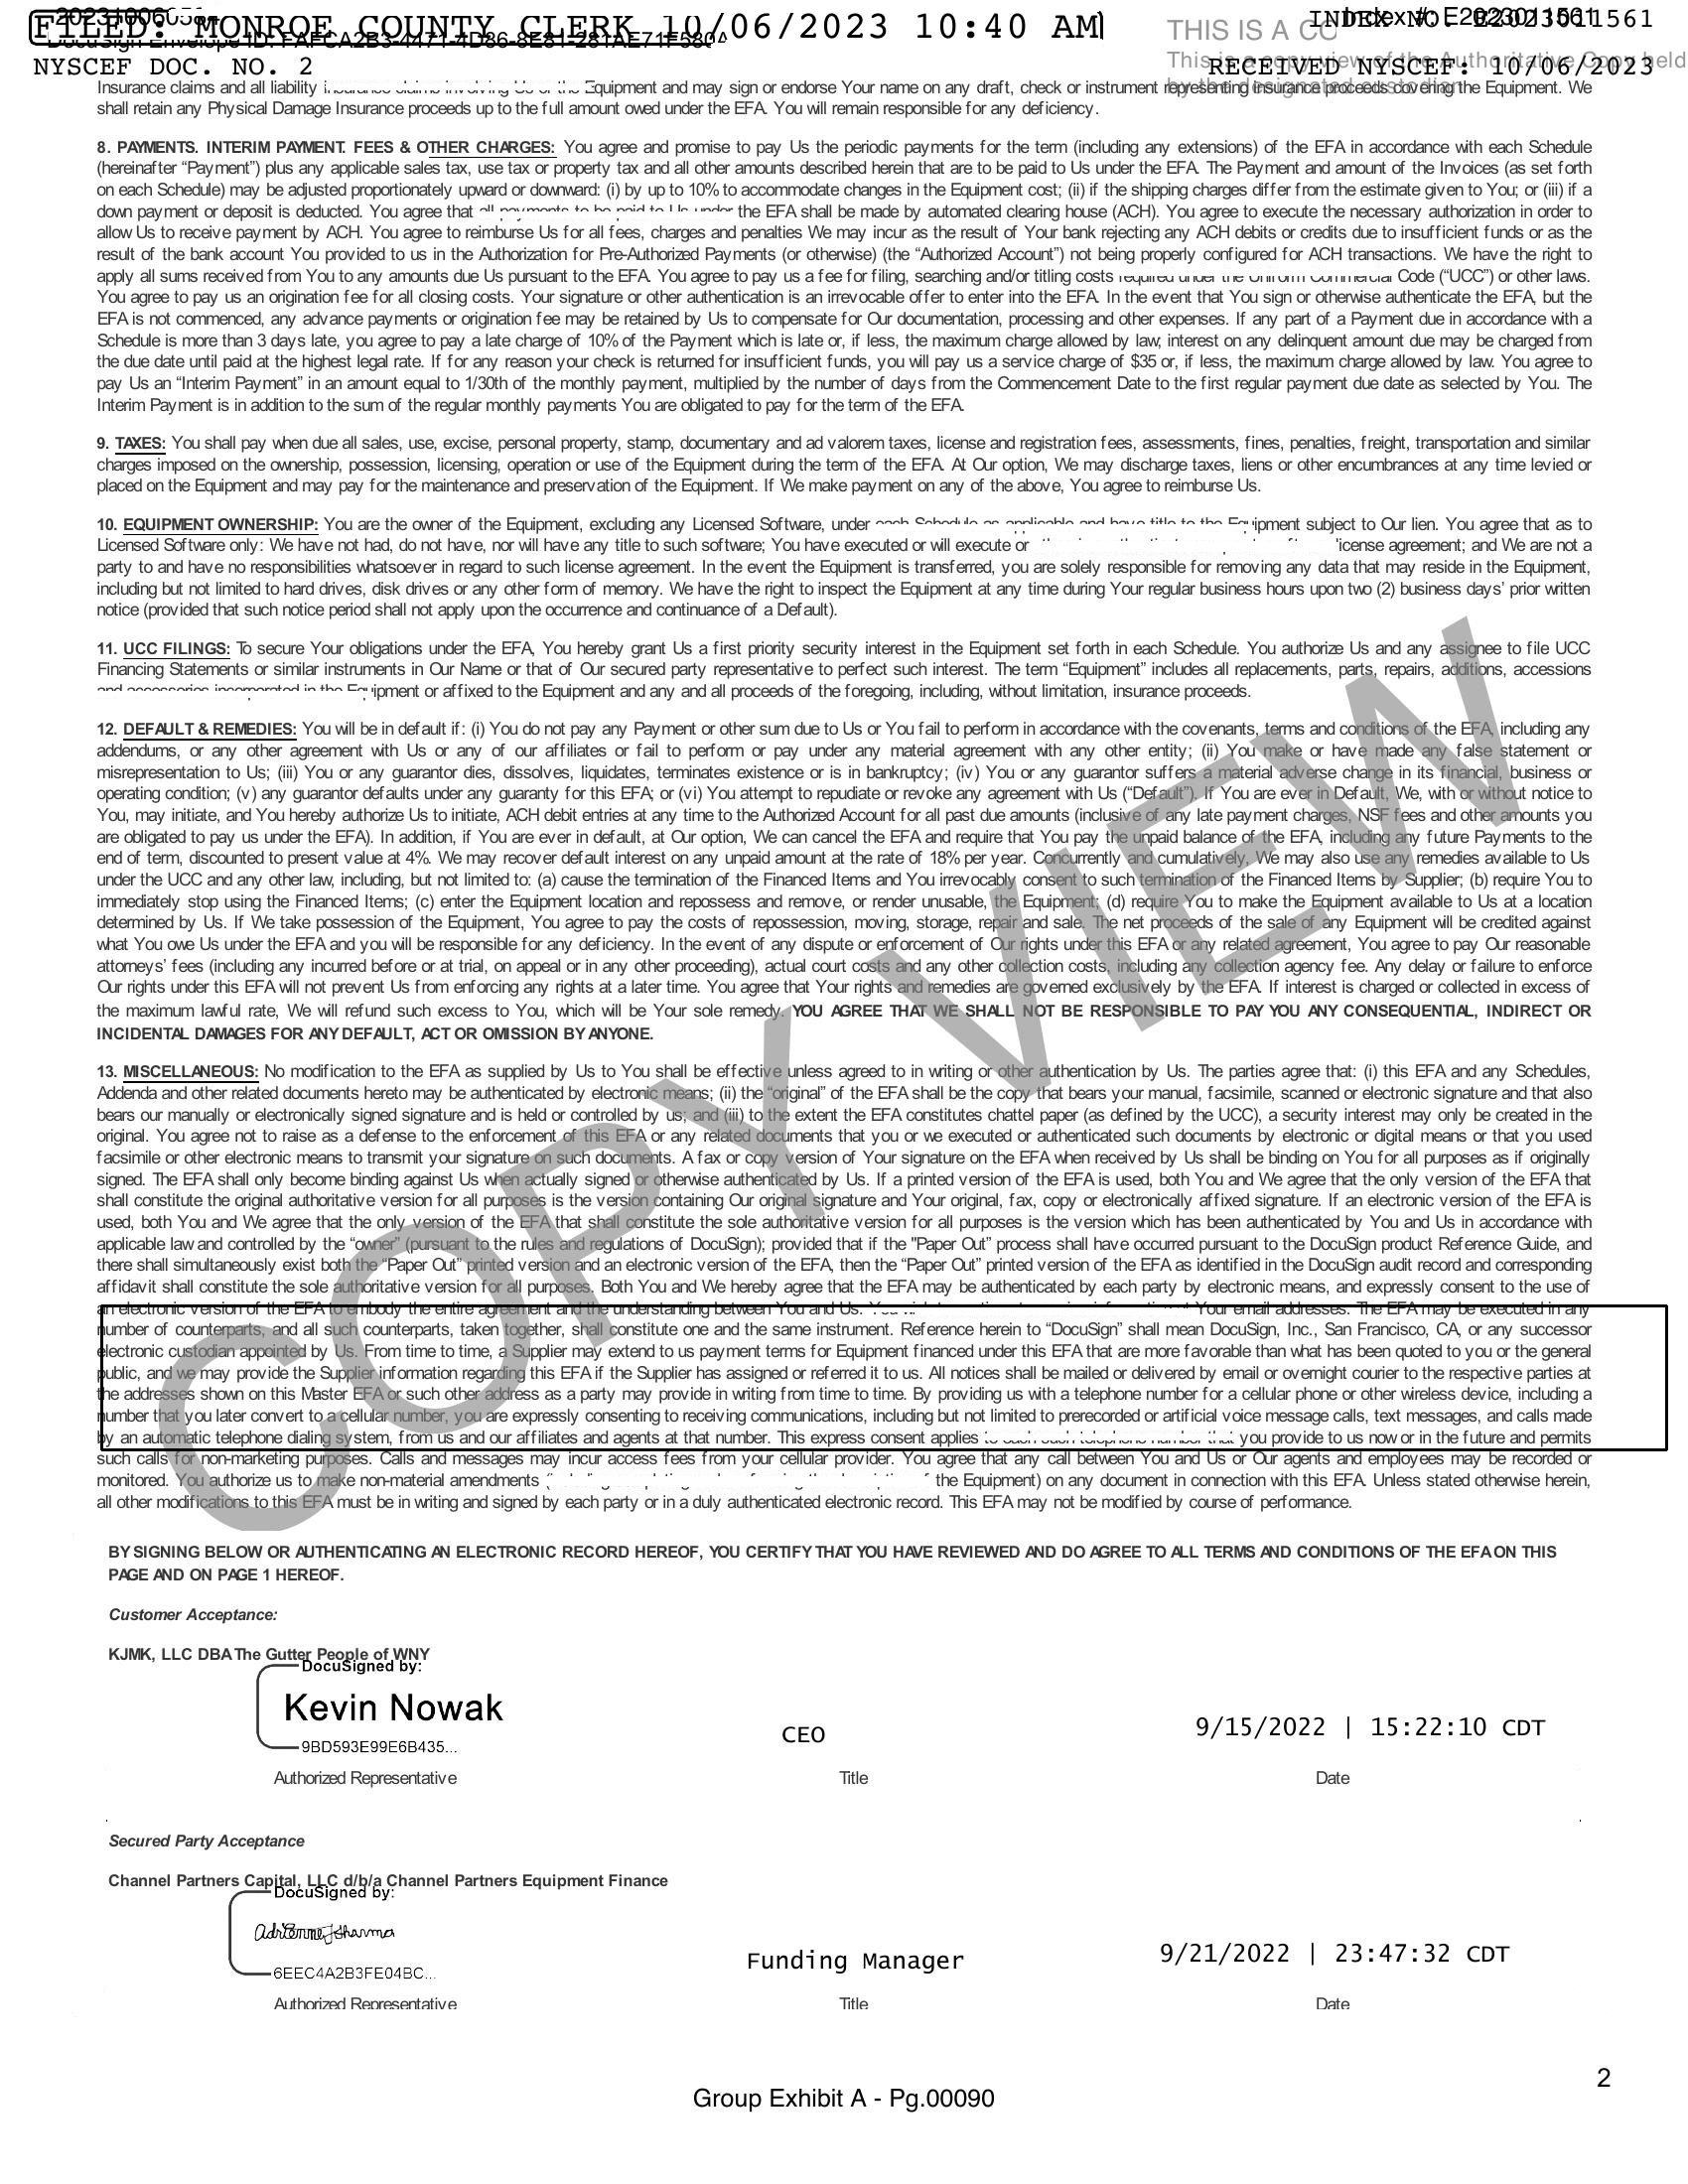 FILED: MONROE COUNTY CLERK 10/06/2023 10:40 AM
INDEX NO. E2023011561
NYSCEF DOC. NO. 2
RECEIVED NYSCEF: 10/06/2023
THIS IS A
This is a copy view of the Authoritative Copy held
by the designated custodian
Insurance claims and all liability insurance claims involving Us or the Equipment and may sign or endorse Your name on any draft, check or instrument representing insurance proceeds covering the Equipment. We
shall retain any Physical Damage Insurance proceeds up to the full amount owed under the EFA. You will remain responsible for any deficiency.
8. PAYMENTS. INTERIM PAYMENT. FEES & OTHER CHARGES: You agree and promise to pay Us the periodic payments for the term (including any extensions) of the EFA in accordance with each Schedule
(hereinafter “Payment”) plus any applicable sales tax, use tax or property tax and all other amounts described herein that are to be paid to Us under the EFA. The Payment and amount of the Invoices (as set forth
on each Schedule) may be adjusted proportionately upward or downward: (i) by up to 10% to accommodate changes in the Equipment cost; (ii) if the shipping charges differ from the estimate given to You; or (iii) if a
down payment or deposit is deducted. You agree that all payments to be paid to Us under the EFA shall be made by automated clearing house (ACH). You agree to execute the necessary authorization in order to
allow Us to receive payment by ACH. You agree to reimburse Us for all fees, charges and penalties We may incur as the result of Your bank rejecting any ACH debits or credits due to insufficient funds or as the
result of the bank account You provided to us in the Authorization for Pre-Authorized Payments (or otherwise) (the “Authorized Account”) not being properly configured for ACH transactions. We have the right to
apply all sums received from You to any amounts due Us pursuant to the EFA. You agree to pay us a fee for filing, searching and/or titling costs required under the Uniform Commercial Code (“UCC”) or other laws.
You agree to pay us an origination fee for all closing costs. Your signature or other authentication is an irrevocable offer to enter into the EFA. In the event that You sign or otherwise authenticate the EFA, but the
EFA is not commenced, any advance payments or origination fee may be retained by Us to compensate for Our documentation, processing and other expenses. If any part of a Payment due in accordance with a
Schedule is more than 3 days late, you agree to pay a late charge of 10% of the Payment which is late or, if less, the maximum charge allowed by law; interest on any delinquent amount due may be charged from
the due date until paid at the highest legal rate. If for any reason your check is returned for insufficient funds, you will pay us a service charge of $35 or, if less, the maximum charge allowed by law. You agree to
pay Us an “Interim Payment” in an amount equal to 1/30th of the monthly payment, multiplied by the number of days from the Commencement Date to the first regular payment due date as selected by You. The
Interim Payment is in addition to the sum of the regular monthly payments You are obligated to pay for the term of the EFA.
9. TAXES: You shall pay when due all sales, use, excise, personal property, stamp, documentary and ad valorem taxes, license and registration fees, assessments, fines, penalties, freight, transportation and similar
charges imposed on the ownership, possession, licensing, operation or use of the Equipment during the term of the EFA. At Our option, We may discharge taxes, liens or other encumbrances at any time levied or
placed on the Equipment and may pay for the maintenance and preservation of the Equipment. If We make payment on any of the above, You agree to reimburse Us.
10. EQUIPMENT OWNERSHIP: You are the owner of the Equipment, excluding any Licensed Software, under each Schedule as applicable and have title to the Equipment subject to Our lien. You agree that as to
Licensed Software only: We have not had, do not have, nor will have any title to such software; You have executed or will execute or license agreement; and We are not a
party to and have no responsibilities whatsoever in regard to such license agreement. In the event the Equipment is transferred, you are solely responsible for removing any data that may reside in the Equipment,
including but not limited to hard drives, disk drives or any other form of memory. We have the right to inspect the Equipment at any time during Your regular business hours upon two (2) business days’ prior written
notice (provided that such notice period shall not apply upon the occurrence and continuance of a Default).
11. UCC FILINGS: To secure Your obligations under the EFA, You hereby grant Us a first priority security interest in the Equipment set forth in each Schedule. You authorize Us and any assignee to file UCC
Financing Statements or similar instruments in Our Name or that of Our secured party representative to perfect such interest. The term “Equipment” includes all replacements, parts, repairs, additions, accessions
and accessories incorporated in the Equipment or affixed to the Equipment and any and all proceeds of the foregoing, including, without limitation, insurance proceeds.
12. DEFAULT & REMEDIES: You will be in default if: (i) You do not pay any Payment or other sum due to Us or You fail to perform in accordance with the covenants, terms and conditions of the EFA, including any
addendums, or any other agreement with Us or any of our affiliates or fail to perform or pay under any material agreement with any other entity; (ii) You make or have made any false statement or
misrepresentation to Us; (iii) You or any guarantor dies, dissolves, liquidates, terminates existence or is in bankruptcy; (iv) You or any guarantor suffers a material adverse change in its financial, business or
operating condition; (v) any guarantor defaults under any guaranty for this EFA; or (vi) You attempt to repudiate or revoke any agreement with Us (“Default”). If You are ever in Default, We, with or without notice to
You, may initiate, and You hereby authorize Us to initiate, ACH debit entries at any time to the Authorized Account for all past due amounts (inclusive of any late payment charges, NSF fees and other amounts you
are obligated to pay us under the EFA). In addition, if You are ever in default, at Our option, We can cancel the EFA and require that You pay the unpaid balance of the EFA, including any future Payments to the
end of term, discounted to present value at 4%. We may recover default interest on any unpaid amount at the rate of 18% per year. Concurrently and cumulatively, We may also use any remedies available to Us
under the UCC and any other law, including, but not limited to: (a) cause the termination of the Financed Items and You irrevocably consent to such termination of the Financed Items by Supplier; (b) require You to
immediately stop using the Financed Items; (c) enter the Equipment location and repossess and remove, or render unusable, the Equipment; (d) require You to make the Equipment available to Us at a location
determined by Us. If We take possession of the Equipment, You agree to pay the costs of repossession, moving, storage, repair and sale. The net proceeds of the sale of any Equipment will be credited against
what You owe Us under the EFA and you will be responsible for any deficiency. In the event of any dispute or enforcement of Our rights under this EFA or any related agreement, You agree to pay Our reasonable
attorneys’ fees (including any incurred before or at trial, on appeal or in any other proceeding), actual court costs and any other collection costs, including any collection agency fee. Any delay or failure to enforce
Our rights under this EFA will not prevent Us from enforcing any rights at a later time. You agree that Your rights and remedies are governed exclusively by the EFA. If interest is charged or collected in excess of
the maximum lawful rate, We will refund such excess to You, which will be Your sole remedy. YOU AGREE THAT WE SHALL NOT BE RESPONSIBLE TO PAY YOU ANY CONSEQUENTIAL, INDIRECT OR
INCIDENTAL DAMAGES FOR ANY DEFAULT, ACT OR OMISSION BY ANYONE.
13. MISCELLANEOUS: No modification to the EFA as supplied by Us to You shall be effective unless agreed to in writing or other authentication by Us. The parties agree that: (i) this EFA and any Schedules,
Addenda and other related documents hereto may be authenticated by electronic means; (ii) the “original” of the EFA shall be the copy that bears your manual, facsimile, scanned or electronic signature and that also
bears our manually or electronically signed signature and is held or controlled by us; and (iii) to the extent the EFA constitutes chattel paper (as defined by the UCC), a security interest may only be created in the
original. You agree not to raise as a defense to the enforcement of this EFA or any related documents that you or we executed or authenticated such documents by electronic or digital means or that you used
facsimile or other electronic means to transmit your signature on such documents. A fax or copy version of Your signature on the EFA when received by Us shall be binding on You for all purposes as if originally
signed. The EFA shall only become binding against Us when actually signed or otherwise authenticated by Us. If a printed version of the EFA is used, both You and We agree that the only version of the EFA that
shall constitute the original authoritative version for all purposes is the version containing Our original signature and Your original, fax, copy or electronically affixed signature. If an electronic version of the EFA is
used, both You and We agree that the only version of the EFA that shall constitute the sole authoritative version for all purposes is the version which has been authenticated by You and Us in accordance with
applicable law and controlled by the “owner” (pursuant to the rules and regulations of DocuSign); provided that if the "Paper Out” process shall have occurred pursuant to the DocuSign product Reference Guide, and
there shall simultaneously exist both the “Paper Out” printed version and an electronic version of the EFA, then the “Paper Out” printed version of the EFA as identified in the DocuSign audit record and corresponding
affidavit shall constitute the sole authoritative version for all purposes. Both You and We hereby agree that the EFA may be authenticated by each party by electronic means, and expressly consent to the use of
an electronic version of the EFA to embody the entire agreement and the understanding between You and Us. Your email addresses. The EFA may be executed in any
number of counterparts, and all such counterparts, taken together, shall constitute one and the same instrument. Reference herein to “DocuSign” shall mean DocuSign, Inc., San Francisco, CA, or any successor
electronic custodian appointed by Us. From time to time, a Supplier may extend to us payment terms for Equipment financed under this EFA that are more favorable than what has been quoted to you or the general
public, and we may provide the Supplier information regarding this EFA if the Supplier has assigned or referred it to us. All notices shall be mailed or delivered by email or overnight courier to the respective parties at
the addresses shown on this Master EFA or such other address as a party may provide in writing from time to time. By providing us with a telephone number for a cellular phone or other wireless device, including a
number that you later convert to a cellular number, you are expressly consenting to receiving communications, including but not limited to prerecorded or artificial voice message calls, text messages, and calls made
by an automatic telephone dialing system, from us and our affiliates and agents at that number. This express consent applies to each such telephone number that you provide to us now or in the future and permits
such calls for non-marketing purposes. Calls and messages may incur access fees from your cellular provider. You agree that any call between You and Us or Our agents and employees may be recorded or
monitored. You authorize us to make non-material amendments the Equipment) on any document in connection with this EFA. Unless stated otherwise herein,
all other modifications to this EFA must be in writing and signed by each party or in a duly authenticated electronic record. This EFA may not be modified by course of performance.
COPY VIEW
BY SIGNING BELOW OR AUTHENTICATING AN ELECTRONIC RECORD HEREOF, YOU CERTIFY THAT YOU HAVE REVIEWED AND DO AGREE TO ALL TERMS AND CONDITIONS OF THE EFA ON THIS
PAGE AND ON PAGE 1 HEREOF.
Customer Acceptance:
KJMK, LLC DBA The Gutter People of WNY
DocuSigned by:
Kevin Nowak
9BD593E99E6B435...
CEO
9/15/2022 | 15:22:10 CDT
Authorized Representative Title Date
Secured Party Acceptance
Channel Partners Capital, LLC d/b/a Channel Partners Equipment Finance
DocuSigned by:
6EEC4A2B3FE04BC...
Funding Manager
9/21/2022 | 23:47:32 CDT
Authorized Representative Title Date
2
Group Exhibit A - Pg.00090